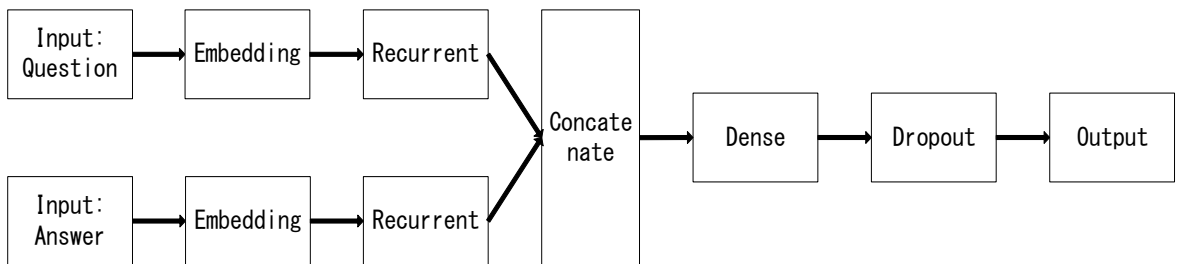 Input:
Question
Embedding
Recurrent
Input:
Answer
Embedding
Recurrent
Concate
nate
Dense
Dropout
Output